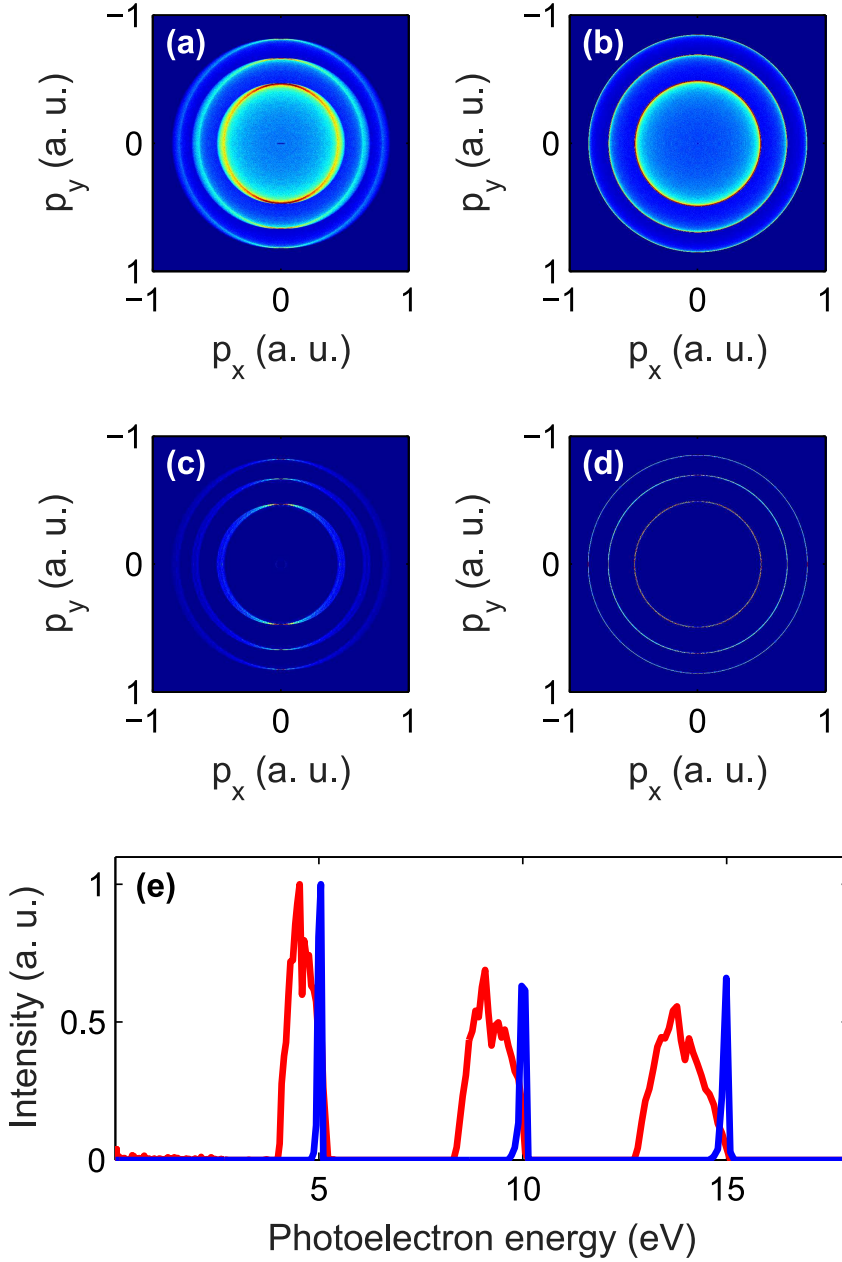 (a)
−1
0
1
p_y (a. u.)
−1 0 1
p_x (a. u.)
(b)
−1
0
1
p_y (a. u.)
−1 0 1
p_x (a. u.)
(c)
−1
0
1
p_y (a. u.)
−1 0 1
p_x (a. u.)
(d)
−1
0
1
p_y (a. u.)
−1 0 1
p_x (a. u.)
(e)
1
0.5
0
Intensity (a. u.)
5 10 15
Photoelectron energy (eV)